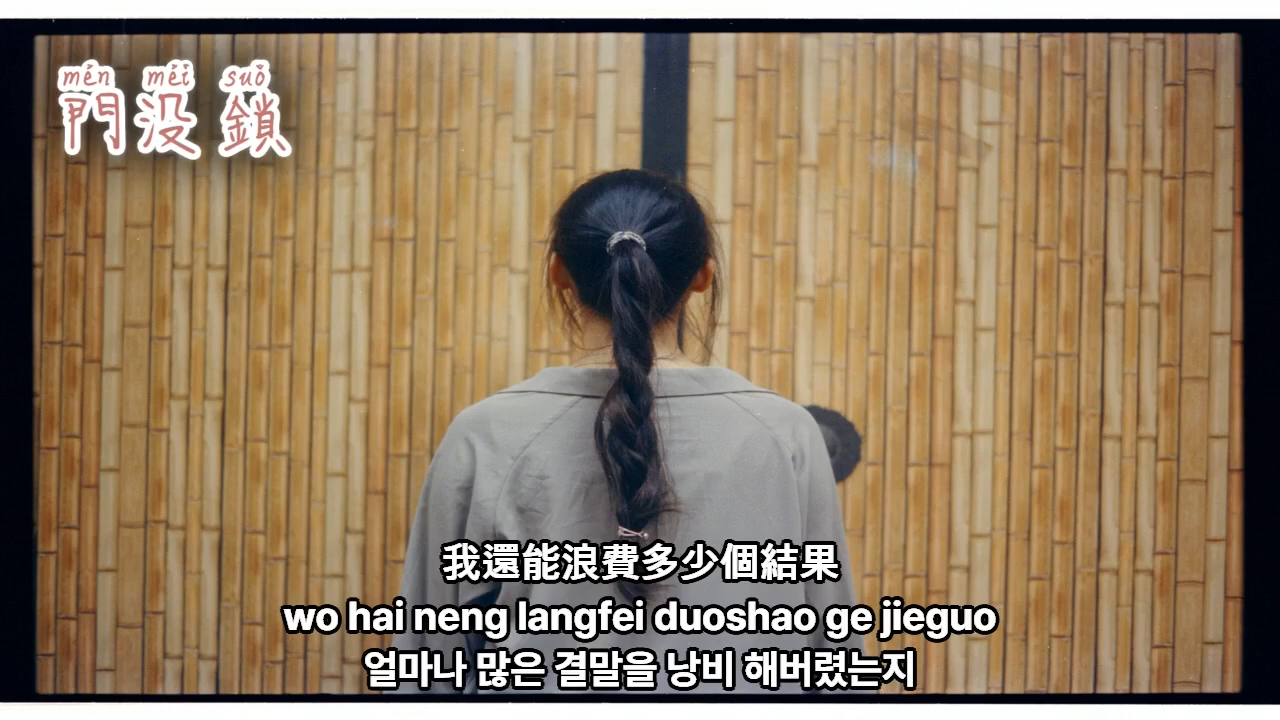 mén méi suǒ
門没鎖
我還能浪費多少個結果
wo hai neng langfei duoshao ge jieguo
얼마나 많은 결말을 낭비 해버렸는지